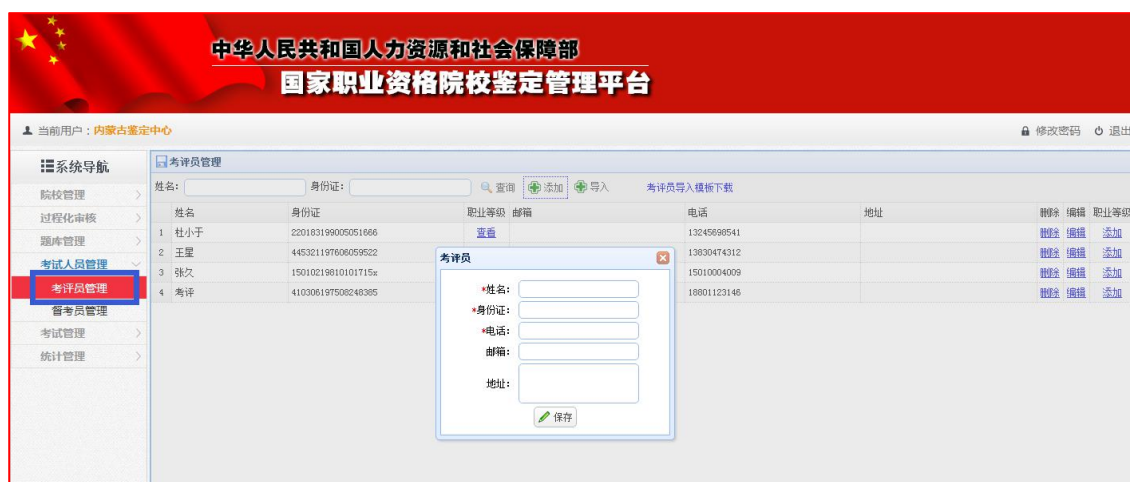 中华人民共和国人力资源和社会保障部
国家职业资格院校鉴定管理平台
当前用户：内蒙古鉴定中心 修改密码 退出
系统导航
院校管理
过程化审核
题库管理
考试人员管理
考评员管理
督考员管理
考试管理
统计管理
考评员管理
姓名： 身份证： 查询 添加 导入 考评员导入模板下载
姓名 身份证 职业等级 邮箱 电话 地址 删除 编辑 职业等级
1 杜小于 220183199005051666 查看 13245698541 删除 编辑 添加
2 王星 445321197606059522 13830474312 删除 编辑 添加
3 张欠 15010219810101715x 15010004009 删除 编辑 添加
4 考评 410306197508248385 18801123146 删除 编辑 添加
考评员
*姓名：
*身份证：
*电话：
邮箱：
地址：
保存